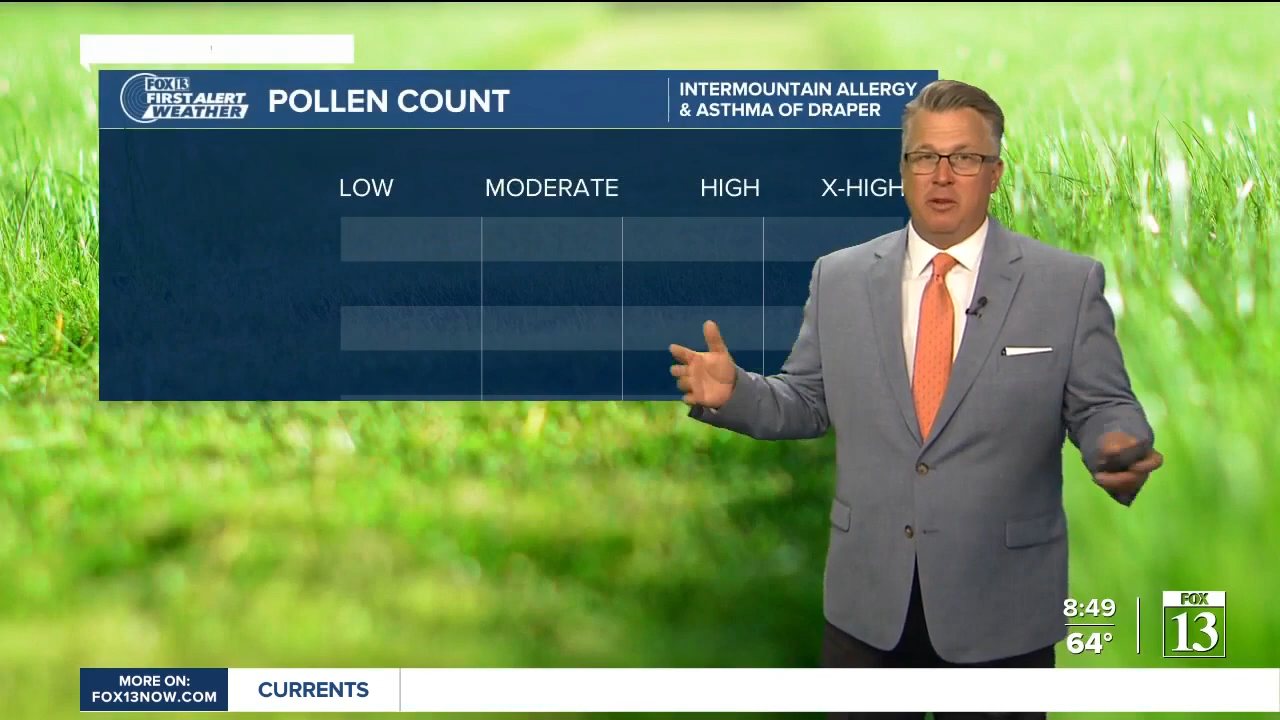 FOX 13
FIRST ALERT
WEATHER
POLLEN COUNT
INTERMOUNTAIN ALLERGY
& ASTHMA OF DRAPER
LOW
MODERATE
HIGH
X-HIGH
8:49
64°
FOX
13
MORE ON:
FOX13NOW.COM
CURRENTS